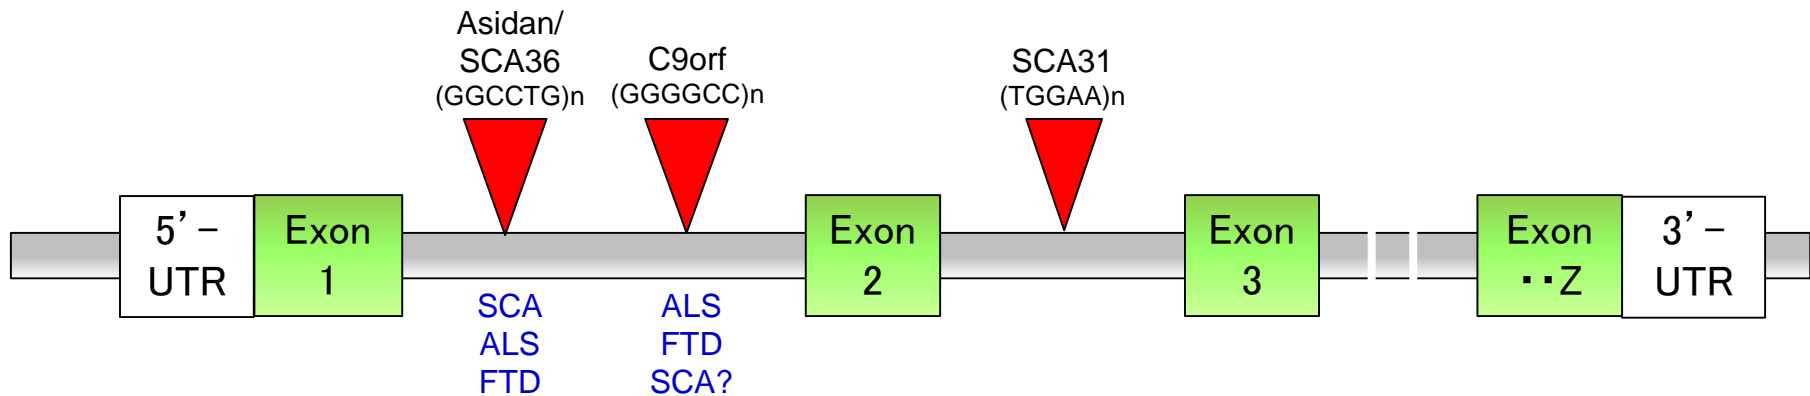 Asidan/
SCA36
(GGCCTG)n
C9orf
(GGGGCC)n
SCA31
(TGGAA)n
5’－
UTR
Exon
1
Exon
2
Exon
3
Exon
・・Z
3’－
UTR
SCA
ALS
FTD
ALS
FTD
SCA?